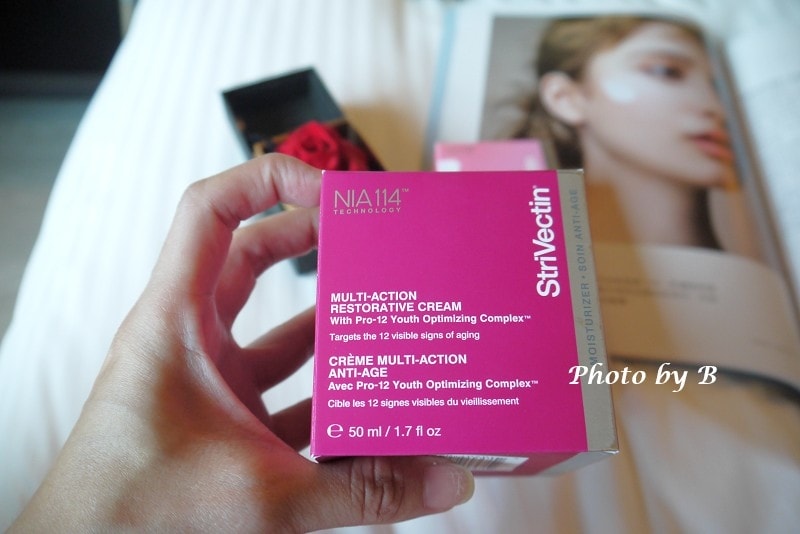 NIA114™
TECHNOLOGY
MULTI-ACTION
RESTORATIVE CREAM
With Pro-12 Youth Optimizing Complex™
Targets the 12 visible signs of aging
CRÈME MULTI-ACTION
ANTI-AGE
Avec Pro-12 Youth Optimizing Complex™
Cible les 12 signes visibles du vieillissement
e 50 ml / 1.7 fl oz
StriVectin®
MOISTURIZER • SOIN ANTI-AGE
Photo by B